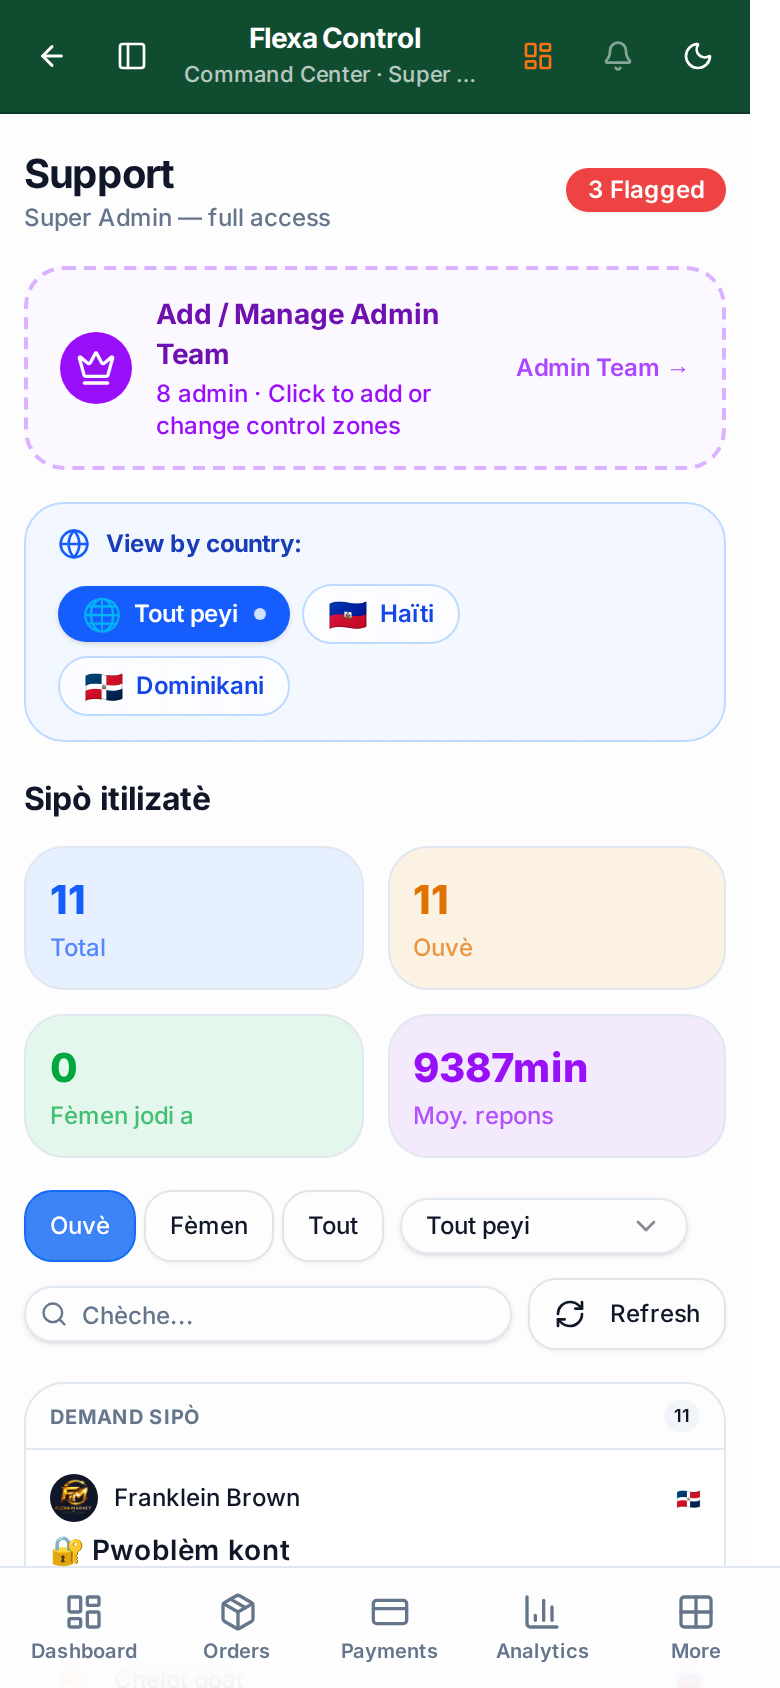 Flexa Control
Command Center · Super ...
Support
Super Admin — full access
3 Flagged
Add / Manage Admin
Team
8 admin · Click to add or
change control zones
Admin Team →
View by country:
Tout peyi
Haïti
Dominikani
Sipò itilizatè
11
Total
11
Ouvè
0
Fèmen jodi a
9387min
Moy. repons
Ouvè
Fèmen
Tout
Tout peyi
Chèche...
Refresh
DEMAND SIPÒ
11
Franklein Brown
Pwoblèm kont
Dashboard
Orders
Payments
Analytics
More
Chelot goat